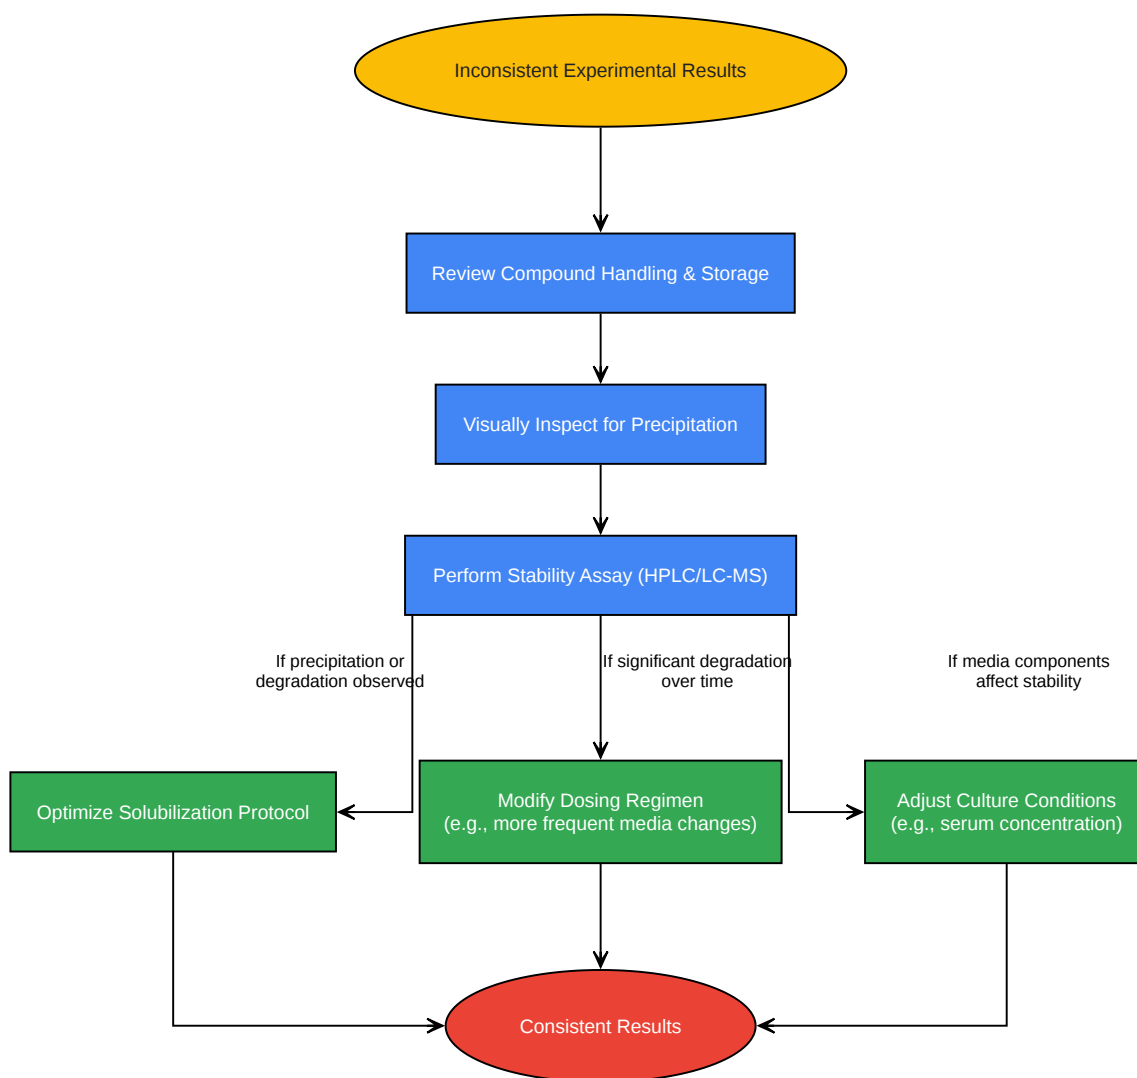 Inconsistent Experimental Results
Review Compound Handling & Storage
Visually Inspect for Precipitation
Perform Stability Assay (HPLC/LC-MS)
If precipitation or
degradation observed
If significant degradation
over time
If media components
affect stability
Optimize Solubilization Protocol
Modify Dosing Regimen
(e.g., more frequent media changes)
Adjust Culture Conditions
(e.g., serum concentration)
Consistent Results